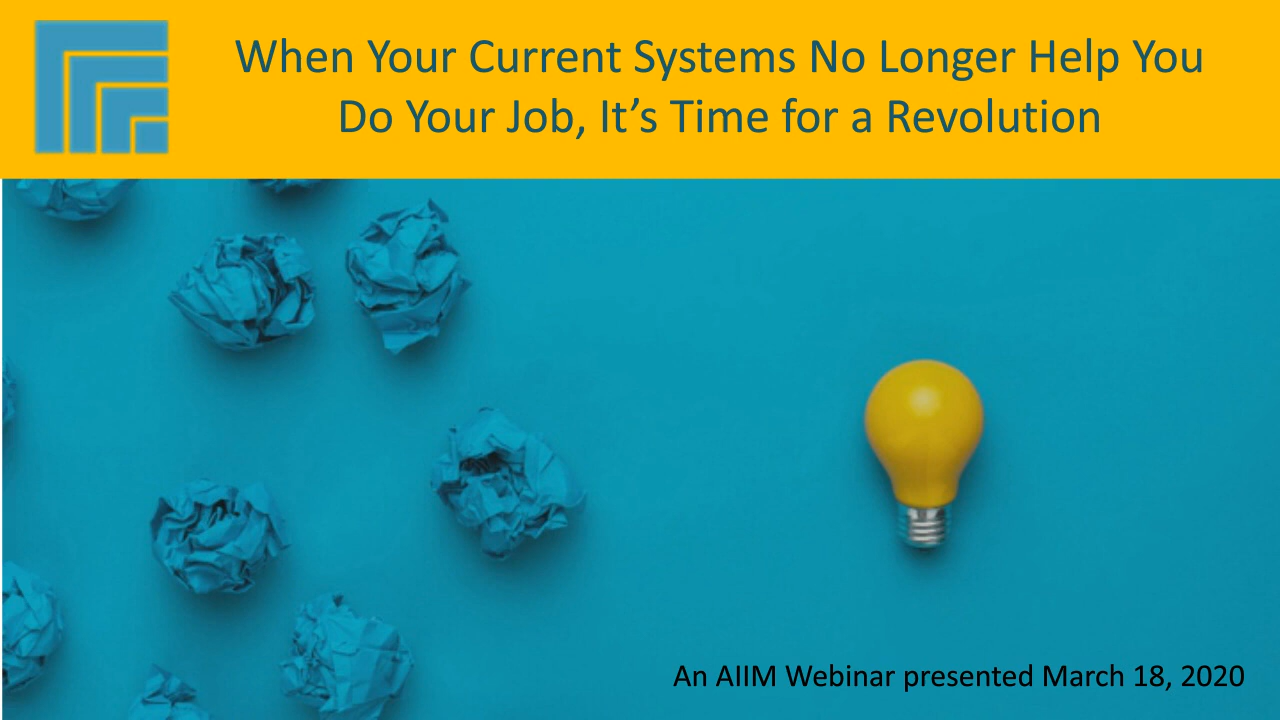 When Your Current Systems No Longer Help You
Do Your Job, It’s Time for a Revolution
An AIIM Webinar presented March 18, 2020